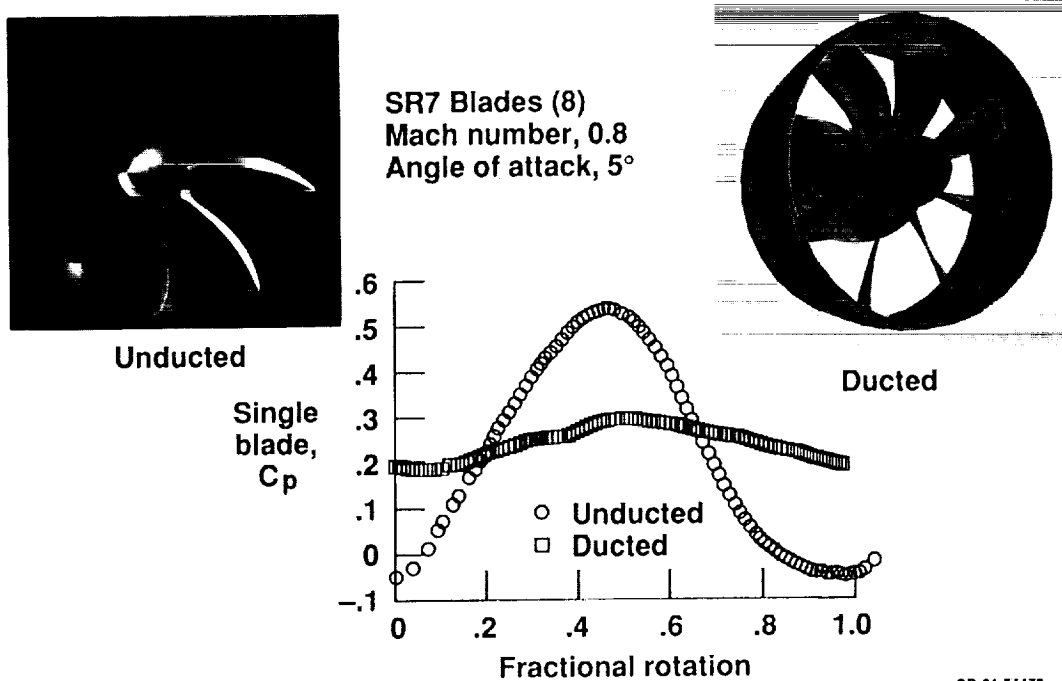 SR7 Blades (8)
Mach number, 0.8
Angle of attack, 5°
Unducted
Ducted
Single
blade,
Cp
.6
.5
.4
.3
.2
.1
0
–.1
Unducted
Ducted
0
.2
.4
.6
.8
1.0
Fractional rotation